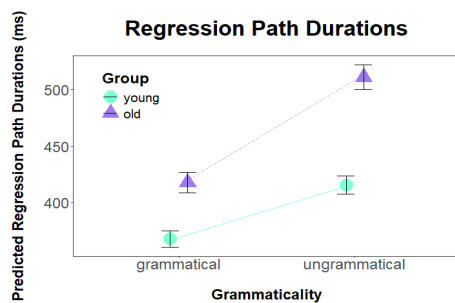 Regression Path Durations
Predicted Regression Path Durations (ms)
500
450
400
Group
young
old
grammatical
ungrammatical
Grammaticality